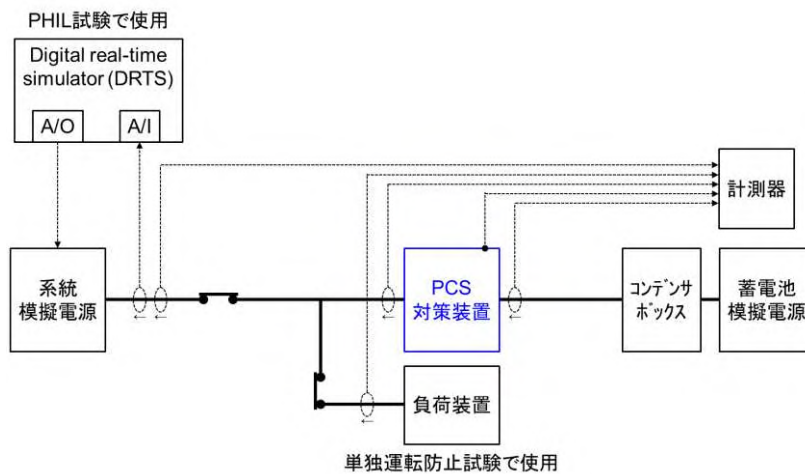 PHIL試験で使用
Digital real-time
simulator (DRTS)
A/O
A/I
計測器
系統
模擬電源
←
←
←
PCS
対策装置
←
コンデンサ
ボックス
蓄電池
模擬電源
←
負荷装置
単独運転防止試験で使用